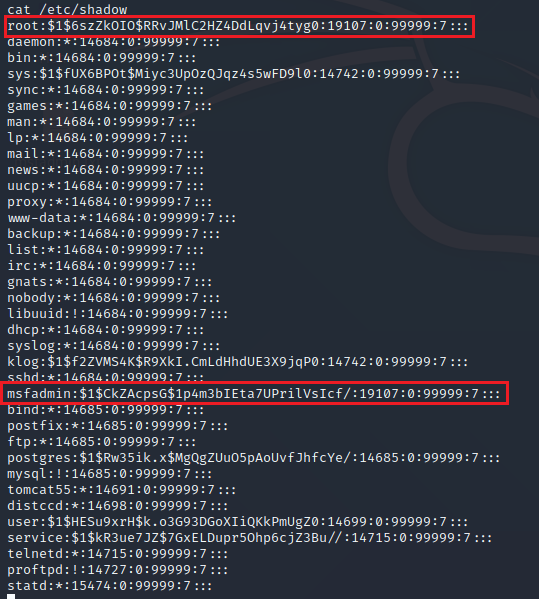 cat /etc/shadow
root:$1$6szZkOIO$RRvJMlC2HZ4DdLqvj4tyg0:19107:0:99999:7:::
daemon:*:14684:0:99999:7:::
bin:*:14684:0:99999:7:::
sys:$1$fUX6BPOt$Miyc3UpOzQJqz4s5wFD9l0:14742:0:99999:7:::
sync:*:14684:0:99999:7:::
games:*:14684:0:99999:7:::
man:*:14684:0:99999:7:::
lp:*:14684:0:99999:7:::
mail:*:14684:0:99999:7:::
news:*:14684:0:99999:7:::
uucp:*:14684:0:99999:7:::
proxy:*:14684:0:99999:7:::
www-data:*:14684:0:99999:7:::
backup:*:14684:0:99999:7:::
list:*:14684:0:99999:7:::
irc:*:14684:0:99999:7:::
gnats:*:14684:0:99999:7:::
nobody:*:14684:0:99999:7:::
libuuid:!:14684:0:99999:7:::
dhcp:*:14684:0:99999:7:::
syslog:*:14684:0:99999:7:::
klog:$1$f2ZVMS4K$R9XkI.CmLdHhdUE3X9jqP0:14742:0:99999:7:::
sshd:*:14684:0:99999:7:::
msfadmin:$1$CkZAcpsG$1p4m3bIEta7UPrilVsIcf/:19107:0:99999:7:::
bind:*:14685:0:99999:7:::
postfix:*:14685:0:99999:7:::
ftp:*:14685:0:99999:7:::
postgres:$1$Rw35ik.x$MgQgZUuO5pAoUvfJhfcYe/:14685:0:99999:7:::
mysql:!:14685:0:99999:7:::
tomcat55:*:14691:0:99999:7:::
distccd:*:14698:0:99999:7:::
user:$1$HESu9xrH$k.o3G93DGoXIiQKkPmUgZ0:14699:0:99999:7:::
service:$1$kR3ue7JZ$7GxELDupr5Ohp6cjZ3Bu//:14715:0:99999:7:::
telnetd:*:14715:0:99999:7:::
proftpd:!:14727:0:99999:7:::
statd:*:15474:0:99999:7:::